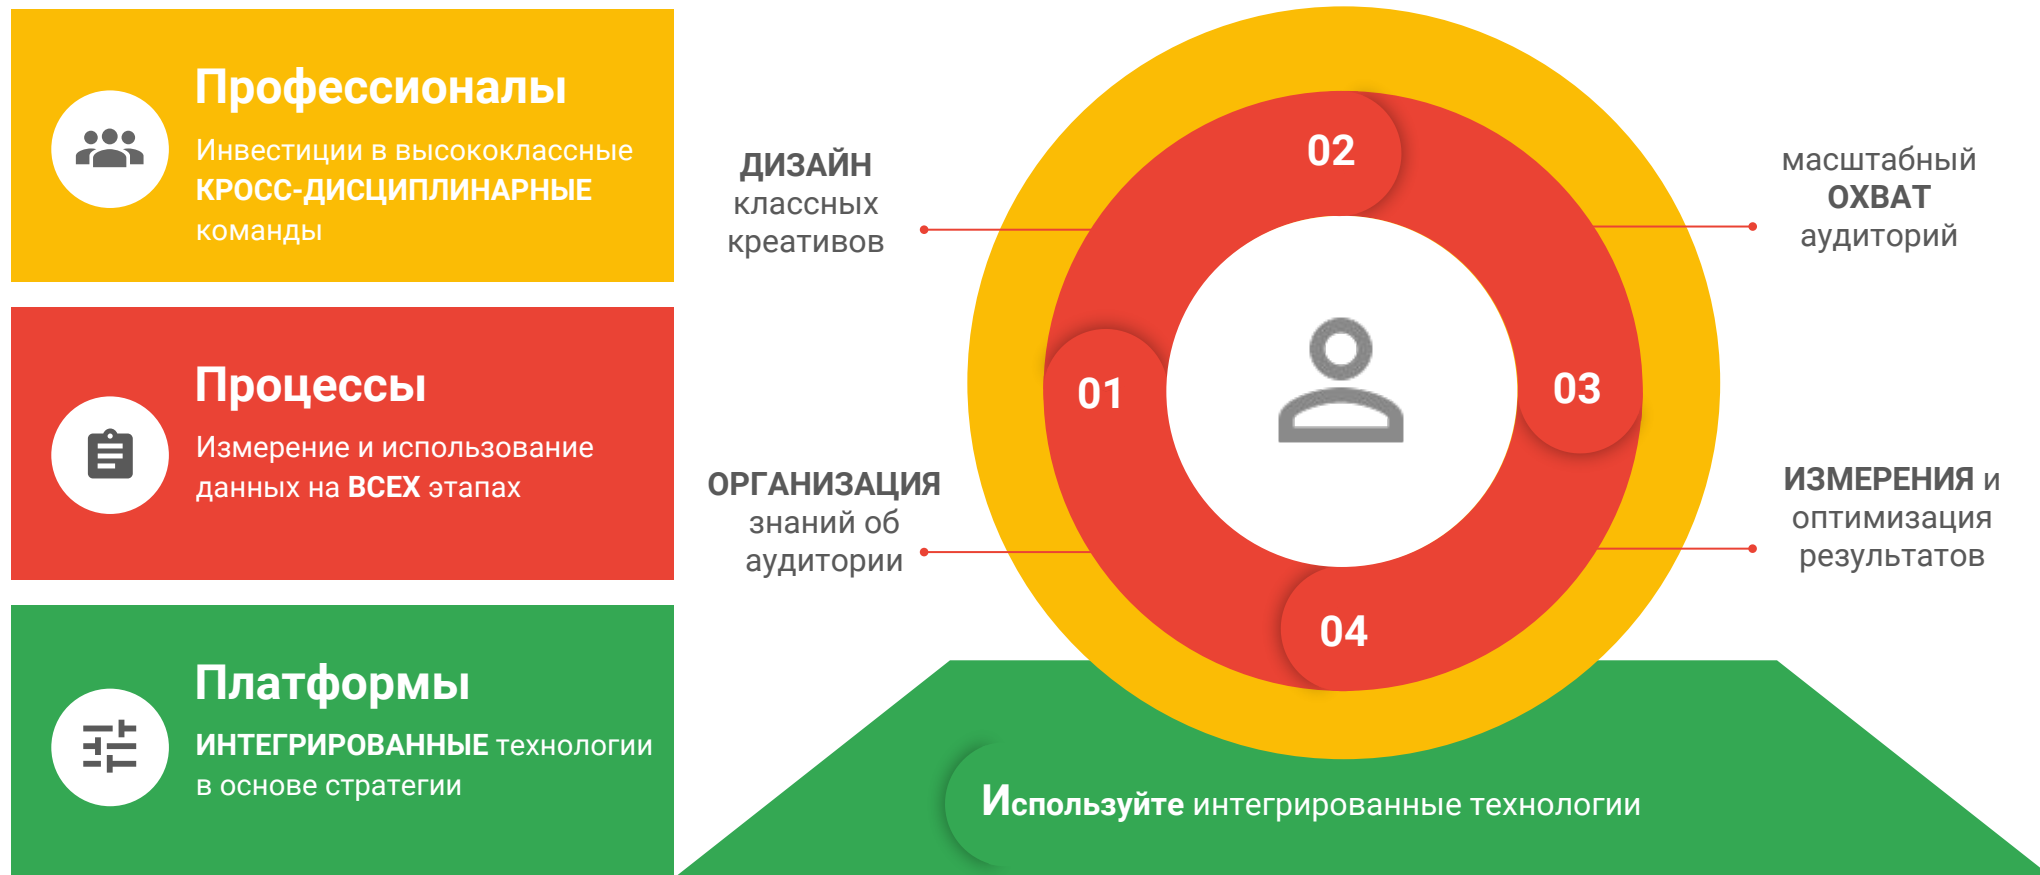 Профессионалы
Инвестиции в высококлассные
КРОСС-ДИСЦИПЛИНАРНЫЕ
команды
Процессы
Измерение и использование
данных на ВСЕХ этапах
Платформы
ИНТЕГРИРОВАННЫЕ технологии
в основе стратегии
ДИЗАЙН
классных
креативов
ОРГАНИЗАЦИЯ
знаний об
аудитории
02
01
03
04
масштабный
ОХВАТ
аудиторий
ИЗМЕРЕНИЯ и
оптимизация
результатов
Используйте интегрированные технологии